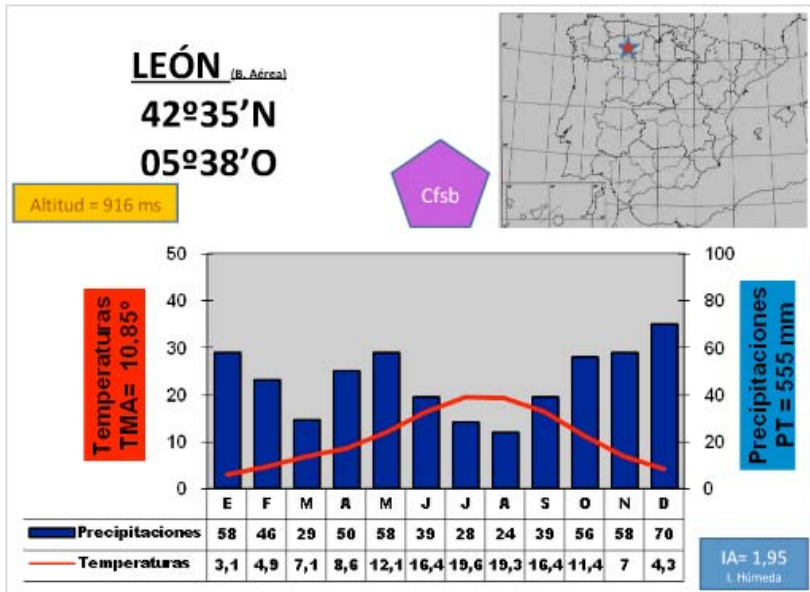 LEÓN (B. Aérea)
42º35'N
05º38'O
Altitud = 916 ms
Cfsb
Temperaturas
TMA= 10,85º
50
40
30
20
10
0
100
80
60
40
20
0
Precipitaciones
PT = 555 mm
E F M A M J J A S O N D
Precipitaciones 58 46 29 50 58 39 28 24 39 56 58 70
Temperaturas 3,1 4,9 7,1 8,6 12,1 16,4 19,6 19,3 16,4 11,4 7 4,3
IA= 1,95
I. Húmeda